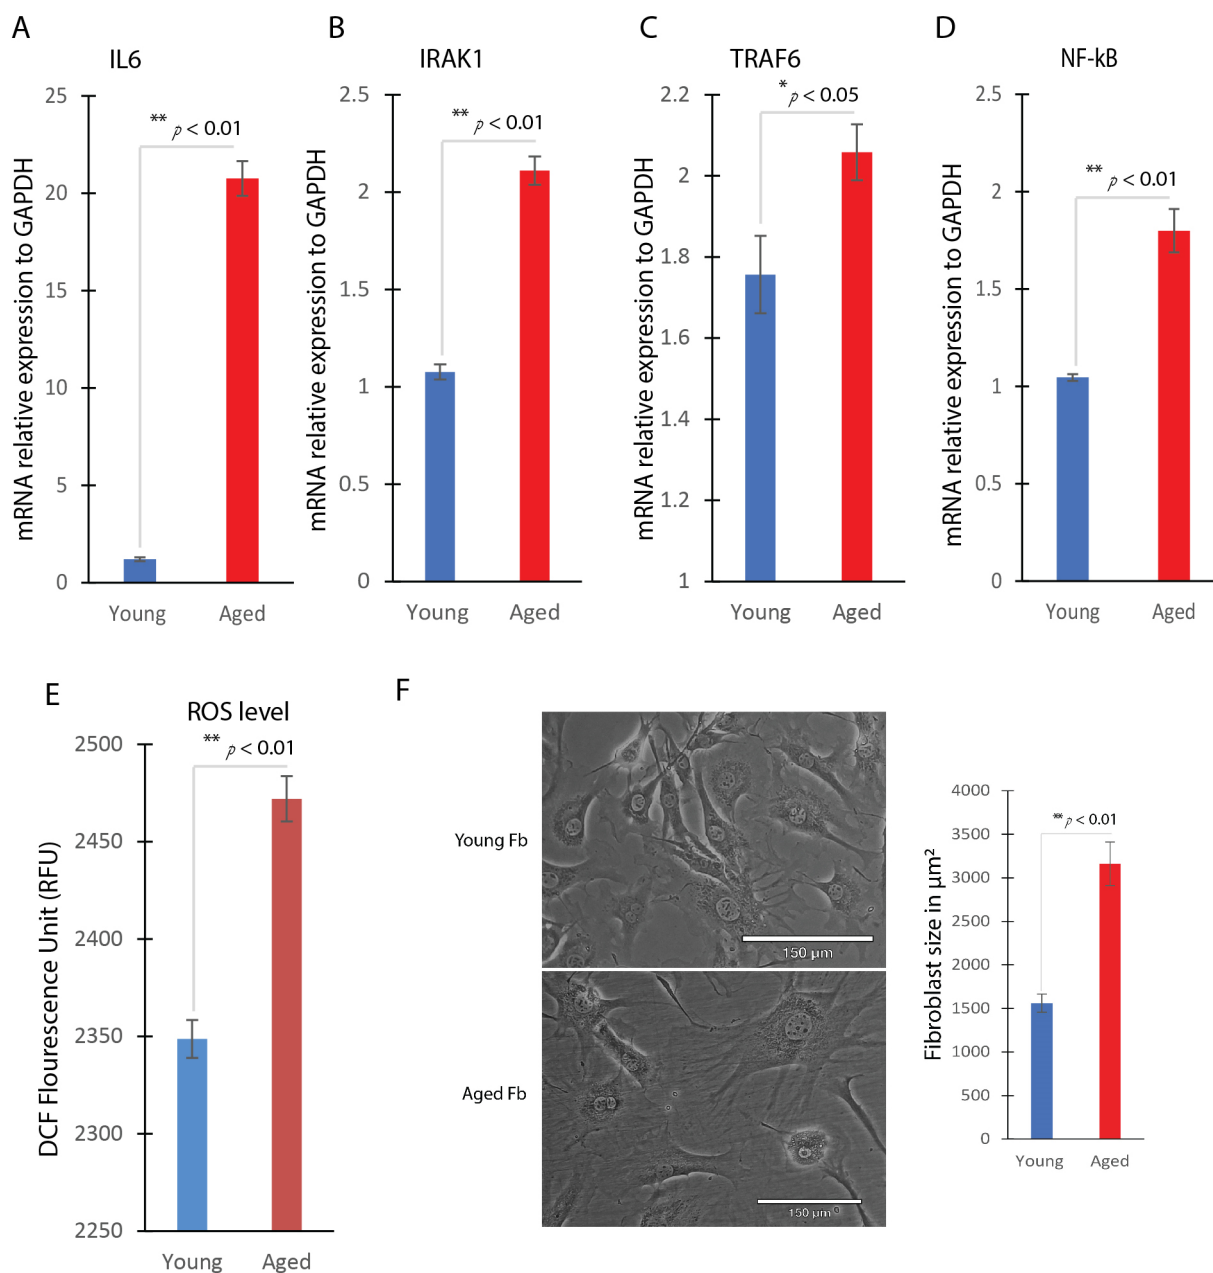 A
IL6
mRNA relative expression to GAPDH
25
20
15
10
5
0
** p < 0.01
Young
Aged
B
IRAK1
mRNA relative expression to GAPDH
2.5
2
1.5
1
0.5
0
** p < 0.01
Young
Aged
C
TRAF6
mRNA relative expression to GAPDH
2.2
2
1.8
1.6
1.4
1.2
1
* p < 0.05
Young
Aged
D
NF-kB
mRNA relative expression to GAPDH
2.5
2
1.5
1
0.5
0
** p < 0.01
Young
Aged
E
ROS level
DCF Flourescence Unit (RFU)
2500
2450
2400
2350
2300
2250
** p < 0.01
Young
Aged
F
Young Fb
150 µm
Aged Fb
150 µm
Fibroblast size in µm²
4000
3500
3000
2500
2000
1500
1000
500
0
** p < 0.01
Young
Aged